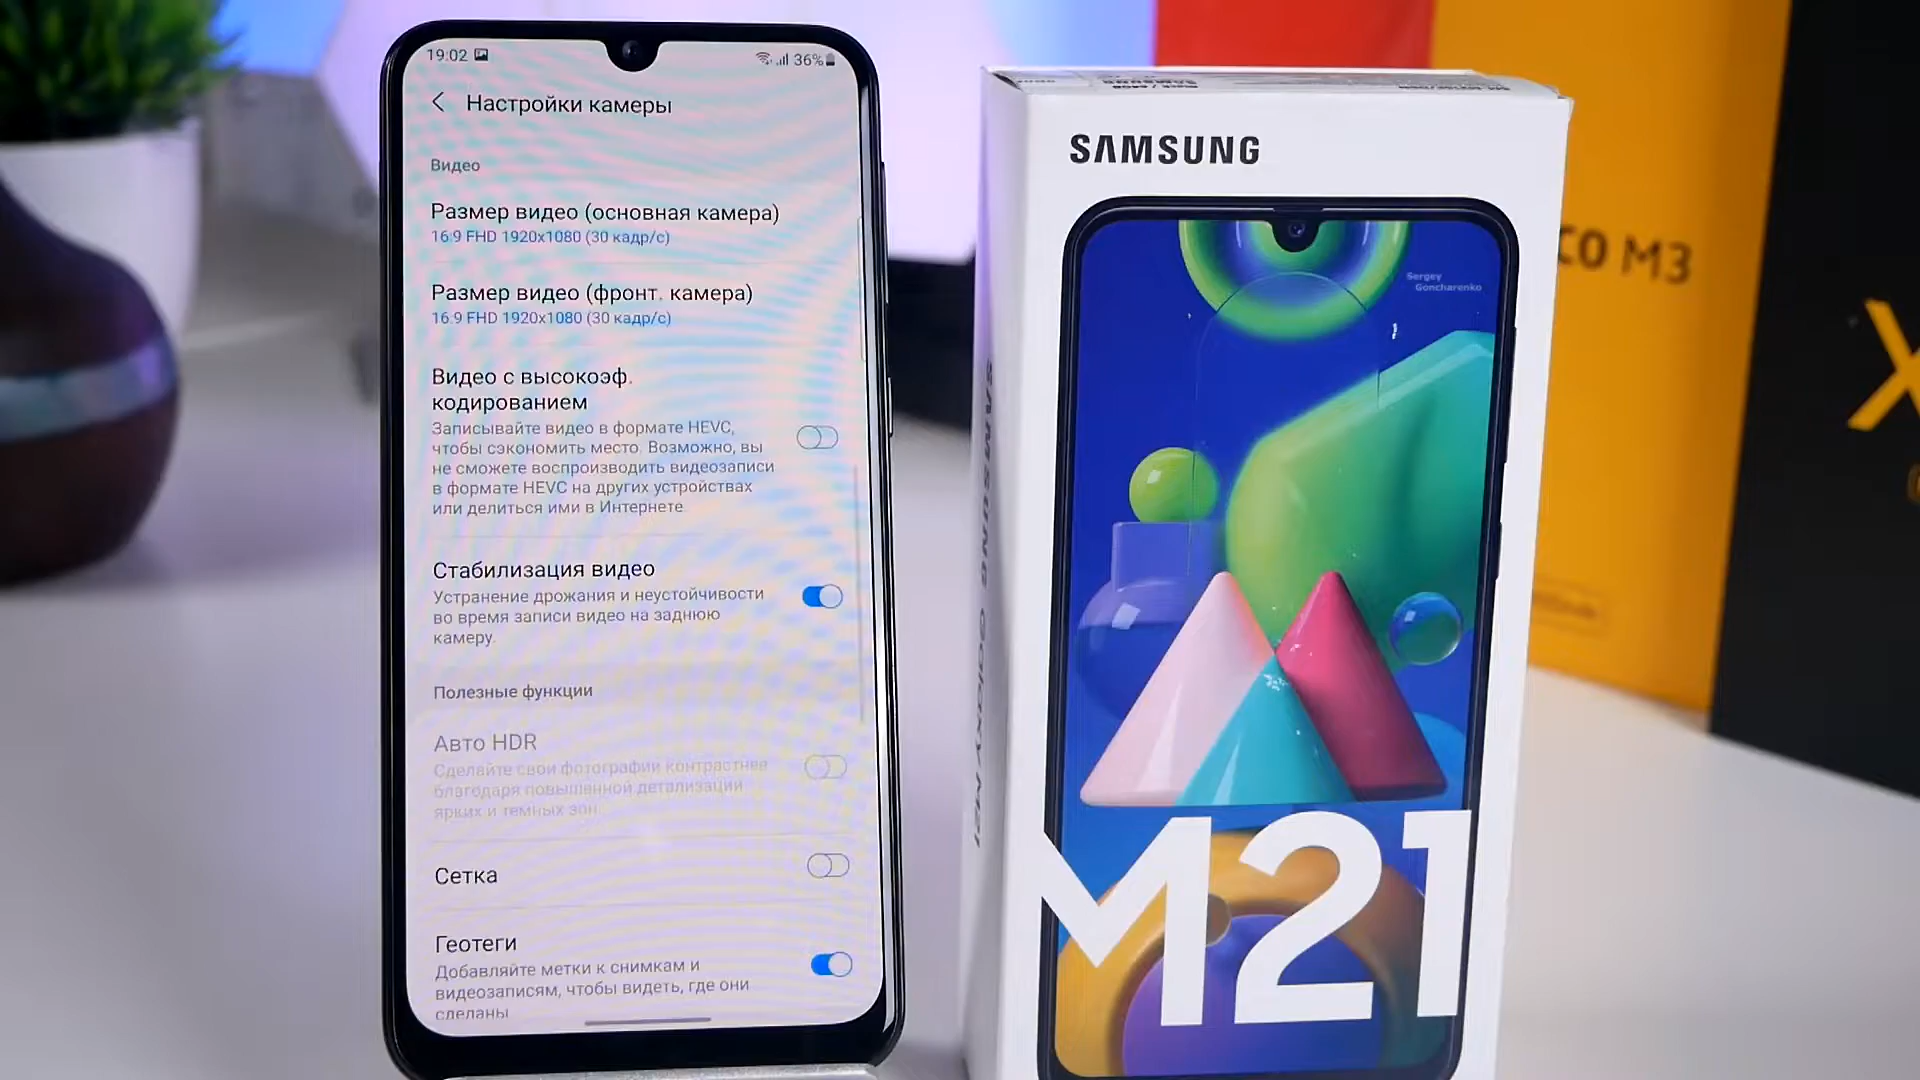 19:02
36%
Настройки камеры
Видео
Размер видео (основная камера)
16:9 FHD 1920x1080 (30 кадр/с)
Размер видео (фронт. камера)
16:9 FHD 1920x1080 (30 кадр/с)
Видео с высокоэф.
кодированием
Записывайте видео в формате HEVC,
чтобы сэкономить место. Возможно, вы
не сможете воспроизводить видеозаписи
в формате HEVC на других устройствах
или делиться ими в Интернете.
Стабилизация видео
Устранение дрожания и неустойчивости
во время записи видео на заднюю
камеру.
Полезные функции
Авто HDR
Сделайте свои фотографии контрастнее
благодаря повышенной детализации
ярких и темных зон.
Сетка
Геотеги
Добавляйте метки к снимкам и
видеозаписям, чтобы видеть, где они
сделаны
SAMSUNG
Sergey
Goncharenko
M21
SAMSUNG Galaxy M21
CO M3
X